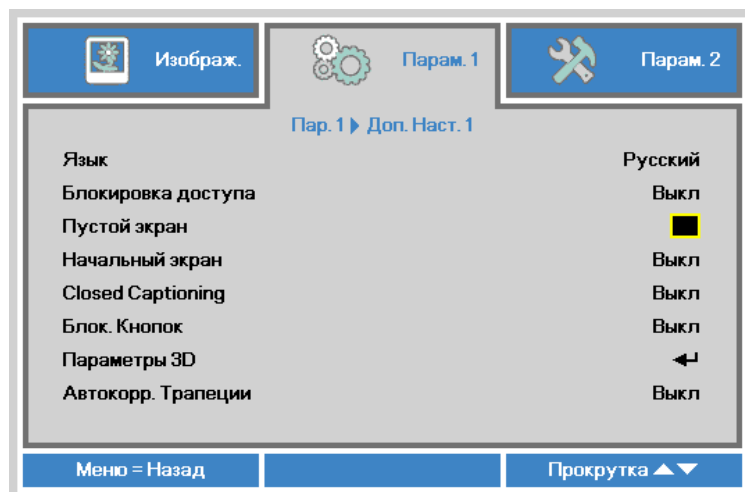 Изображ. Парам. 1 Парам. 2
Пар. 1 Доп. Наст. 1
Язык Русский
Блокировка доступа Выкл
Пустой экран
Начальный экран Выкл
Closed Captioning Выкл
Блок. Кнопок Выкл
Параметры 3D
Автокорр. Трапеции Выкл
Меню = Назад Прокрутка